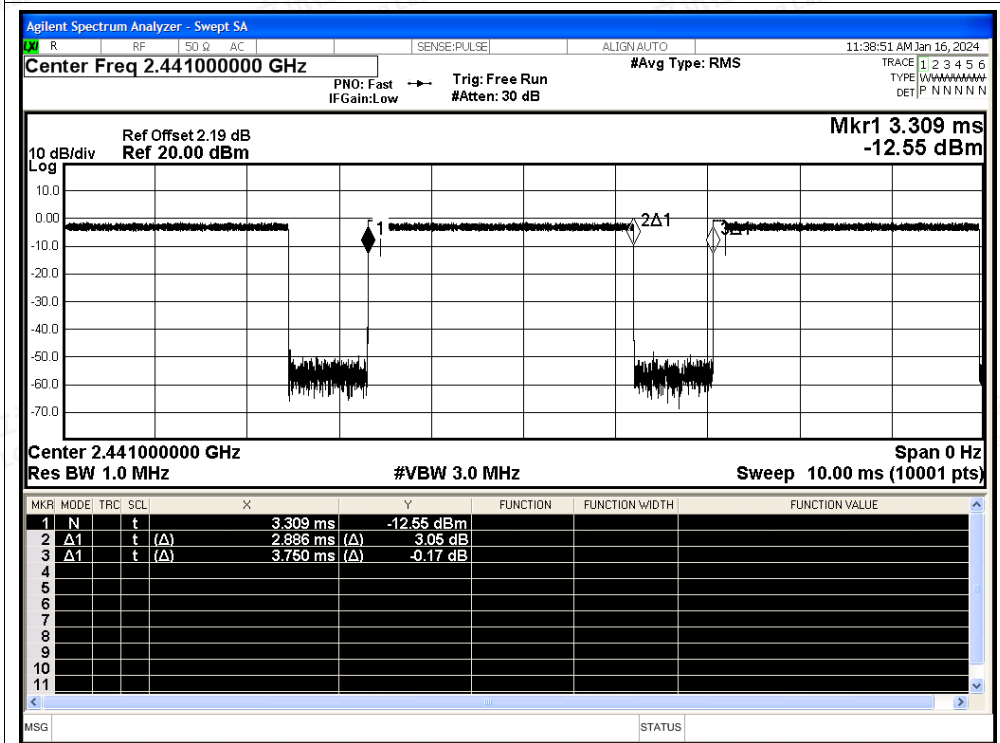 Agilent Spectrum Analyzer - Swept SA
LXI R RF 50 Ω AC SENSE:PULSE ALIGN AUTO 11:38:51 AM Jan 16, 2024
Center Freq 2.441000000 GHz #Avg Type: RMS TRACE 1 2 3 4 5 6
PNO: Fast Trig: Free Run TYPE W
IFGain:Low #Atten: 30 dB DET P N N N N N
Mkr1 3.309 ms
Ref Offset 2.19 dB
10 dB/div Ref 20.00 dBm -12.55 dBm
Log
10.0
0.00
-10.0
-20.0
-30.0
-40.0
-50.0
-60.0
-70.0
1
2Δ1
3Δ1
Center 2.441000000 GHz Span 0 Hz
Res BW 1.0 MHz #VBW 3.0 MHz Sweep 10.00 ms (10001 pts)
MKR MODE TRC SCL X Y FUNCTION FUNCTION WIDTH FUNCTION VALUE
1 N t 3.309 ms -12.55 dBm
2 Δ1 t (Δ) 2.886 ms (Δ) 3.05 dB
3 Δ1 t (Δ) 3.750 ms (Δ) -0.17 dB
4
5
6
7
8
9
10
11
MSG STATUS